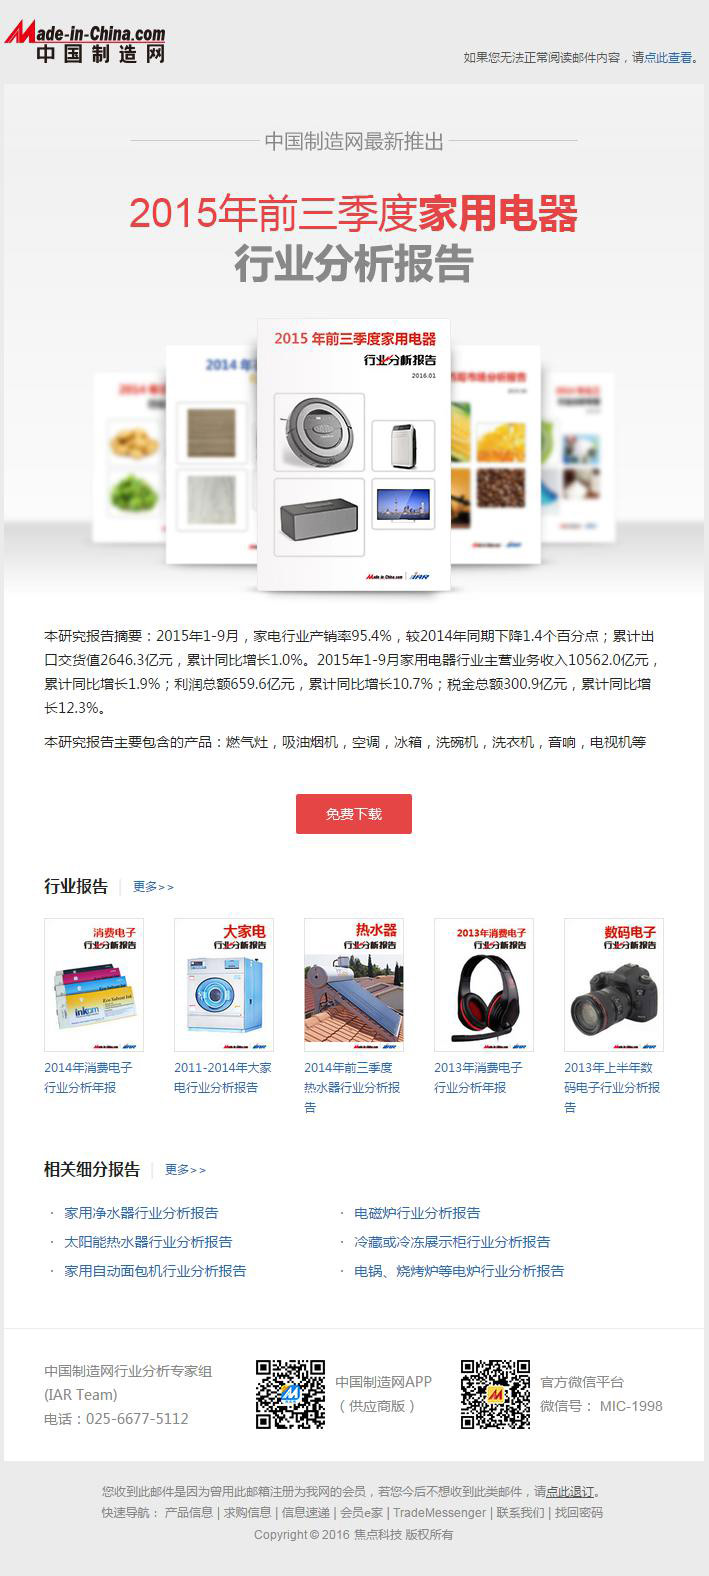 Made-in-China.com
中国制造网
如果您无法正常阅读邮件内容，请点此查看。
中国制造网最新推出
2015年前三季度家用电器
行业分析报告
2015 年前三季度家用电器
行业分析报告
2016.01
2014
Made-in-China.com IAR
本研究报告摘要：2015年1-9月，家电行业产销率95.4%，较2014年同期下降1.4个百分点；累计出
口交货值2646.3亿元，累计同比增长1.0%。2015年1-9月家用电器行业主营业务收入10562.0亿元，
累计同比增长1.9%；利润总额659.6亿元，累计同比增长10.7%；税金总额300.9亿元，累计同比增
长12.3%。
本研究报告主要包含的产品：燃气灶，吸油烟机，空调，冰箱，洗碗机，洗衣机，音响，电视机等
免费下载
行业报告 | 更多>>
消费电子
行业分析报告
大家电
行业分析报告
热水器
行业分析报告
2013年消费电子
行业分析报告
数码电子
行业分析报告
2014年消费电子
行业分析年报
2011-2014年大家
电行业分析报告
2014年前三季度
热水器行业分析报
告
2013年消费电子
行业分析年报
2013年上半年数
码电子行业分析报
告
相关细分报告 | 更多>>
· 家用净水器行业分析报告
· 电磁炉行业分析报告
· 太阳能热水器行业分析报告
· 冷藏或冷冻展示柜行业分析报告
· 家用自动面包机行业分析报告
· 电锅、烧烤炉等电炉行业分析报告
中国制造网行业分析专家组
(IAR Team)
电话：025-6677-5112
中国制造网APP
（供应商版）
官方微信平台
微信号： MIC-1998
您收到此邮件是因为曾用此邮箱注册为我网的会员，若您今后不想收到此类邮件，请点此退订。
快速导航： 产品信息 | 求购信息 | 信息速递 | 会员e家 | TradeMessenger | 联系我们 | 找回密码
Copyright © 2016 焦点科技 版权所有